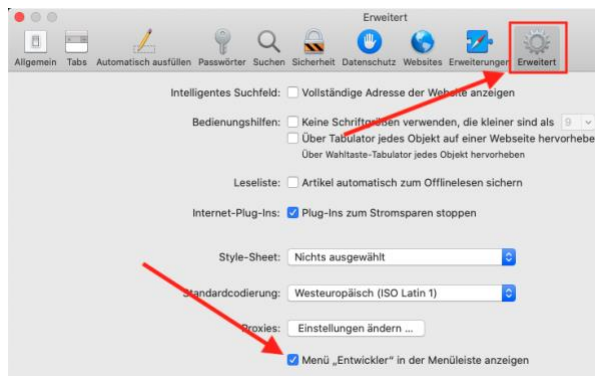 Erweitert
Allgemein Tabs Automatisch ausfüllen Passwörter Suchen Sicherheit Datenschutz Websites Erweiterungen Erweitert
Intelligentes Suchfeld: Vollständige Adresse der Website anzeigen
Bedienungshilfen: Keine Schriftgrößen verwenden, die kleiner sind als 9
Über Tabulator jedes Objekt auf einer Webseite hervorhebe
Über Wahltaste-Tabulator jedes Objekt hervorheben
Leseliste: Artikel automatisch zum Offlinelesen sichern
Internet-Plug-Ins: Plug-Ins zum Stromsparen stoppen
Style-Sheet: Nichts ausgewählt
Standardcodierung: Westeuropäisch (ISO Latin 1)
Proxies: Einstellungen ändern ...
Menü „Entwickler“ in der Menüleiste anzeigen